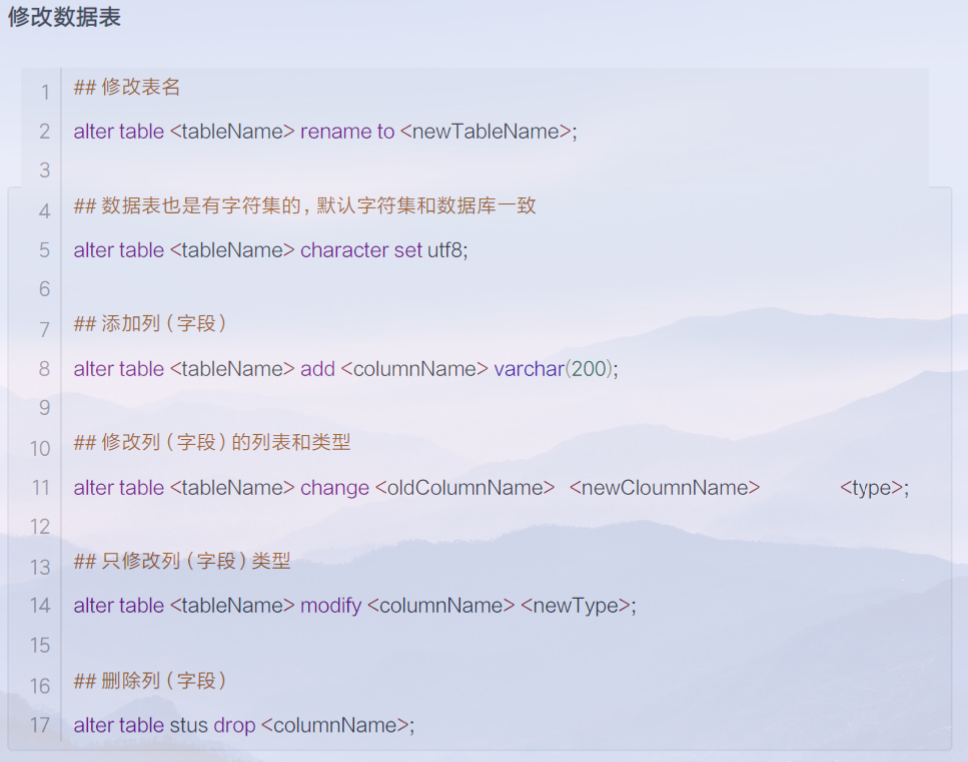 修改数据表
1 ## 修改表名
2 alter table <tableName> rename to <newTableName>;
3
4 ## 数据表也是有字符集的，默认字符集和数据库一致
5 alter table <tableName> character set utf8;
6
7 ## 添加列（字段）
8 alter table <tableName> add <columnName> varchar(200);
9
10 ## 修改列（字段）的列表和类型
11 alter table <tableName> change <oldColumnName> <newCloumnName> <type>;
12
13 ## 只修改列（字段）类型
14 alter table <tableName> modify <columnName> <newType>;
15
16 ## 删除列（字段）
17 alter table stus drop <columnName>;